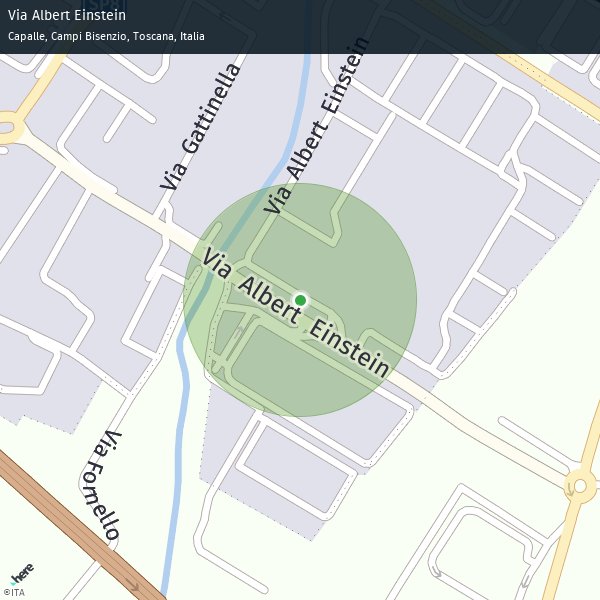 Via Albert Einstein
Capalle, Campi Bisenzio, Toscana, Italia
Via Gattinella
Via Albert Einstein
Via Albert Einstein
Via Fornello
here
©ITA